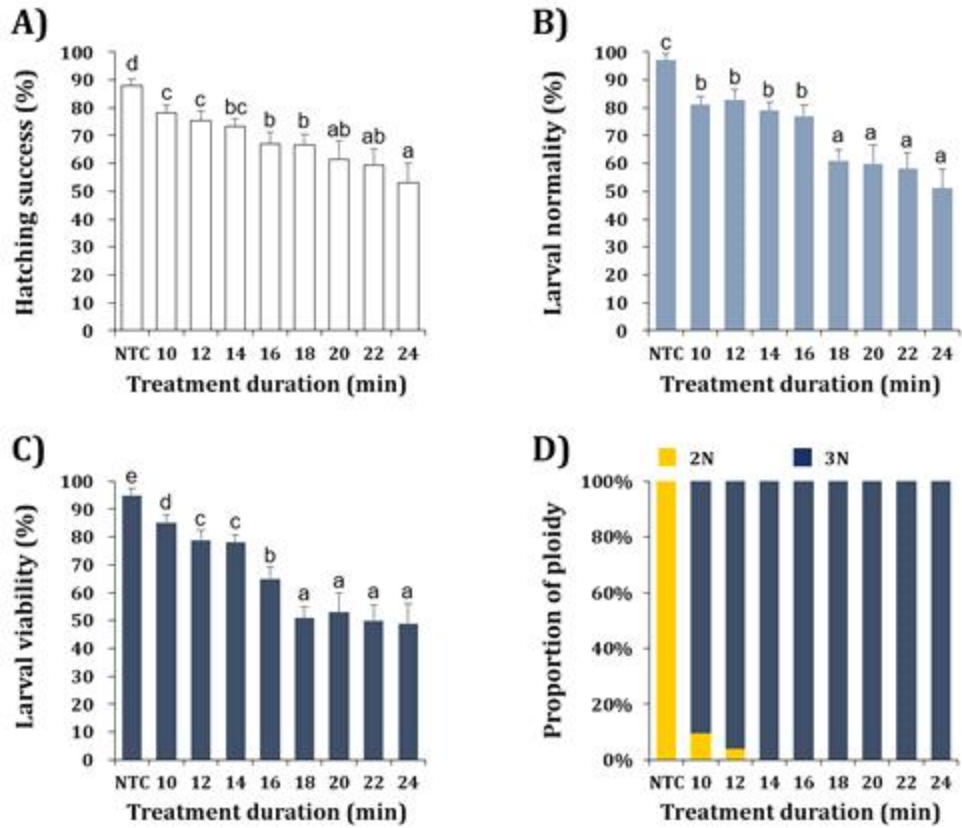 A)
Hatching success (%)
100
90
80
70
60
50
40
30
20
10
0
d c c bc b b ab ab a
NTC 10 12 14 16 18 20 22 24
Treatment duration (min)
B)
Larval normality (%)
100
90
80
70
60
50
40
30
20
10
0
c b b b b a a a a
NTC 10 12 14 16 18 20 22 24
Treatment duration (min)
C)
Larval viability (%)
100
90
80
70
60
50
40
30
20
10
0
e d c c b a a a a
NTC 10 12 14 16 18 20 22 24
Treatment duration (min)
D)
2N 3N
Proportion of ploidy
100%
80%
60%
40%
20%
0%
NTC 10 12 14 16 18 20 22 24
Treatment duration (min)